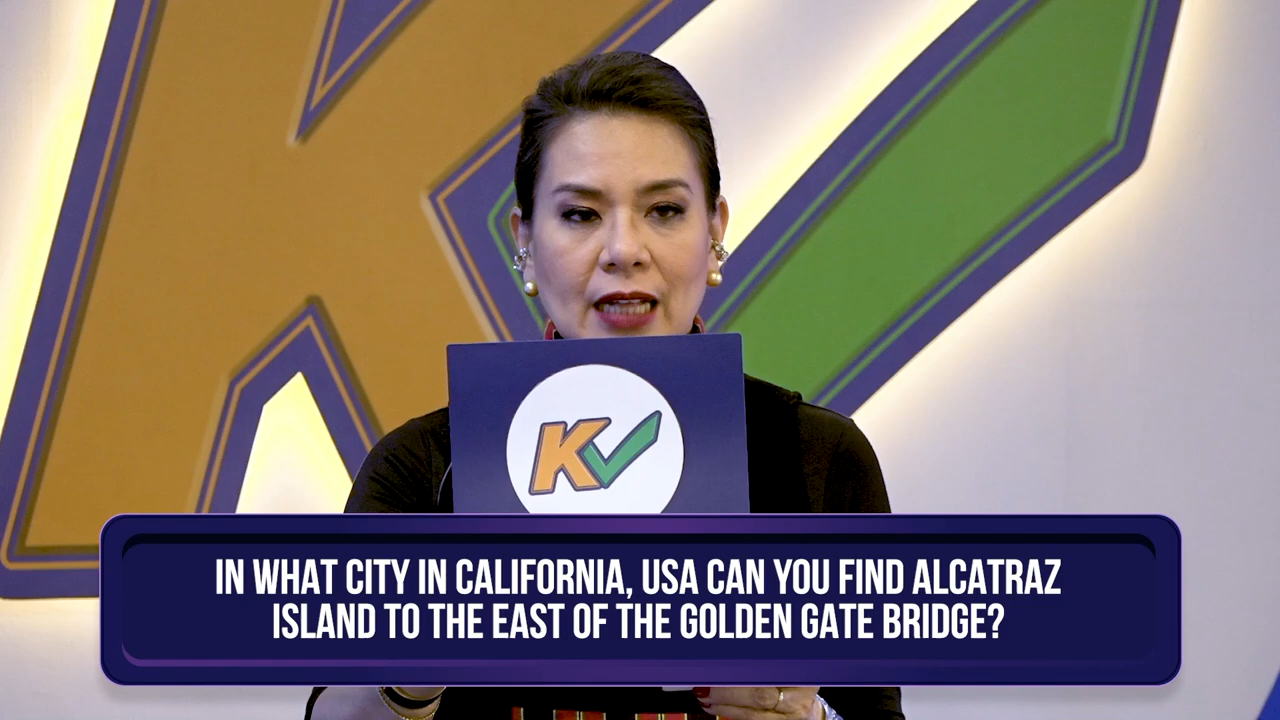 K
IN WHAT CITY IN CALIFORNIA, USA CAN YOU FIND ALCATRAZ
ISLAND TO THE EAST OF THE GOLDEN GATE BRIDGE?